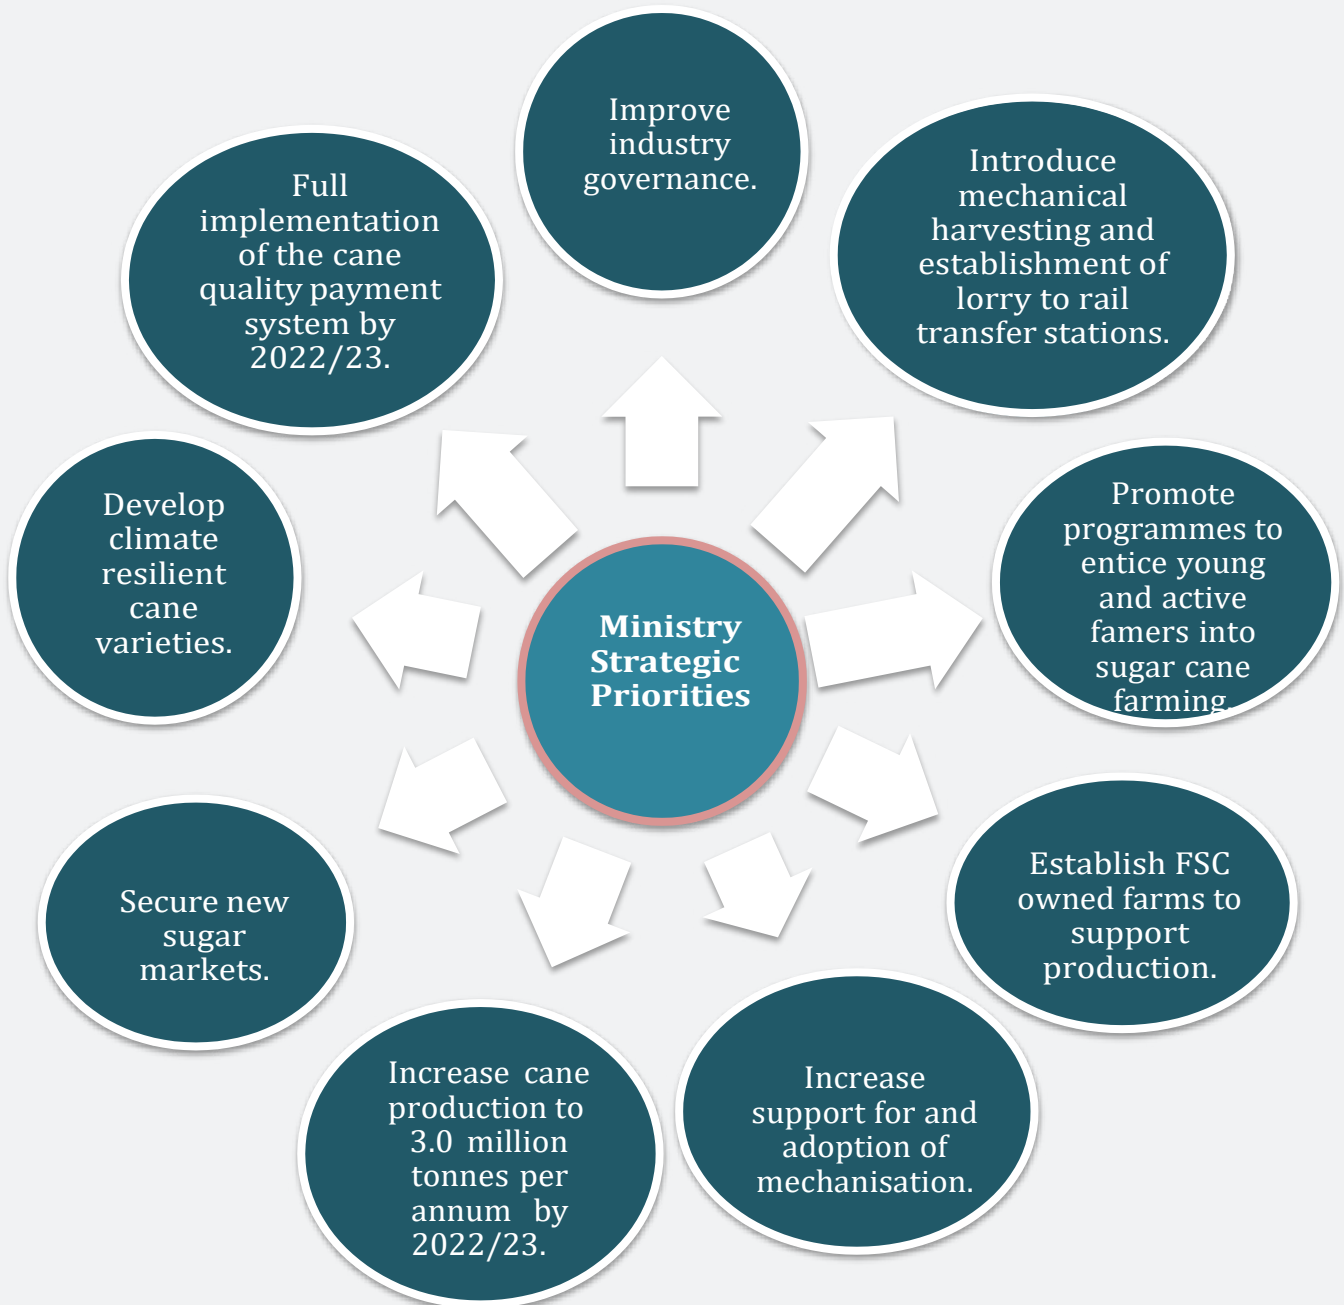 Improve
industry
governance.
Introduce
mechanical
harvesting and
establishment of
lorry to rail
transfer stations.
Promote
programmes to
entice young
and active
famers into
sugar cane
farming.
Establish FSC
owned farms to
support
production.
Increase
support for and
adoption of
mechanisation.
Increase cane
production to
3.0 million
tonnes per
annum by
2022/23.
Secure new
sugar
markets.
Develop
climate
resilient
cane
varieties.
Full
implementation
of the cane
quality payment
system by
2022/23.
Ministry
Strategic
Priorities